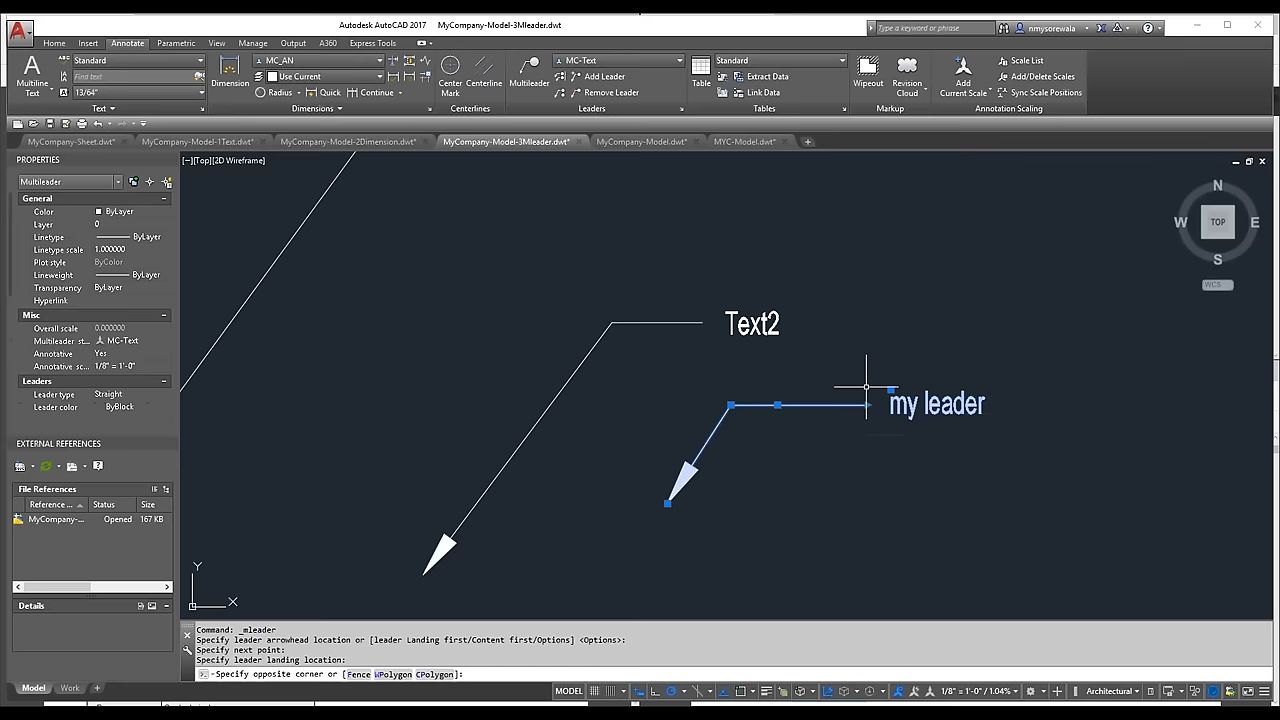 Autodesk AutoCAD 2017 MyCompany-Model-3Mleader.dwt
Type a keyword or phrase
nmysorewala
Home Insert Annotate Parametric View Manage Output A360 Express Tools
Standard
MC_AN
MC-Text
Standard
Scale List
Find text
Use Current
Add Leader
Extract Data
Add/Delete Scales
13/64"
Radius Quick Continue
Remove Leader
Link Data
Sync Scale Positions
Multiline
Text
Dimension
Center
Mark
Centerline
Multileader
Table
Wipeout
Revision
Cloud
Add
Current Scale
Text
Dimensions
Centerlines
Leaders
Tables
Markup
Annotation Scaling
MyCompany-Sheet.dwt* MyCompany-Model-1Text.dwt* MyCompany-Model-2Dimension.dwt* MyCompany-Model-3Mleader.dwt* MyCompany-Model.dwt* MYC-Model.dwt*
PROPERTIES
Multileader
General
Color ByLayer
Layer 0
Linetype ByLayer
Linetype scale 1.000000
Plot style ByColor
Lineweight ByLayer
Transparency ByLayer
Hyperlink
Misc
Overall scale 0.000000
Multileader st... MC-Text
Annotative Yes
Annotative sc... 1/8" = 1'-0"
Leaders
Leader type Straight
Leader color ByBlock
EXTERNAL REFERENCES
File References
Reference ... Status Size
MyCompany-... Opened 167 KB
Details
[−][Top][2D Wireframe]
N
W TOP E
S
WCS
Text2
my leader
Y
X
Command: _mleader
Specify leader arrowhead location or [leader Landing first/Content first/Options] <Options>:
Specify next point:
Specify leader landing location:
Specify opposite corner or [Fence WPolygon CPolygon]:
Model Work
MODEL
1/8" = 1'-0" / 1.04%
Architectural